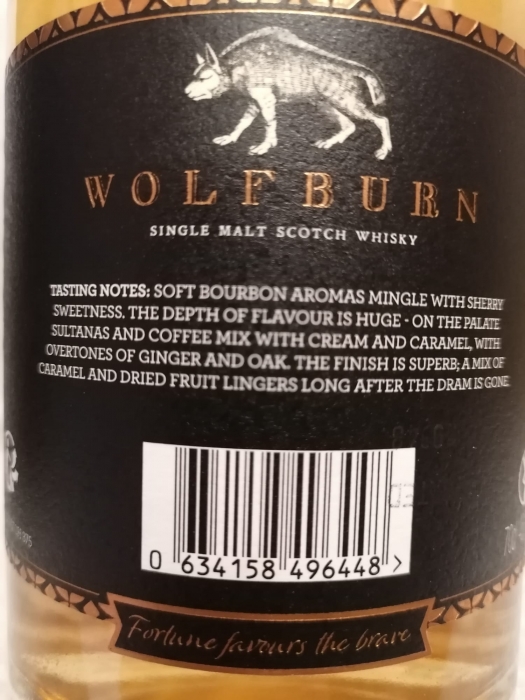 WOLFBURN
SINGLE MALT SCOTCH WHISKY
TASTING NOTES: SOFT BOURBON AROMAS MINGLE WITH SHERRY
SWEETNESS. THE DEPTH OF FLAVOUR IS HUGE - ON THE PALATE
SULTANAS AND COFFEE MIX WITH CREAM AND CARAMEL, WITH
OVERTONES OF GINGER AND OAK. THE FINISH IS SUPERB; A MIX OF
CARAMEL AND DRIED FRUIT LINGERS LONG AFTER THE DRAM IS GONE.
0 634158 496448 >
Fortune favours the brave